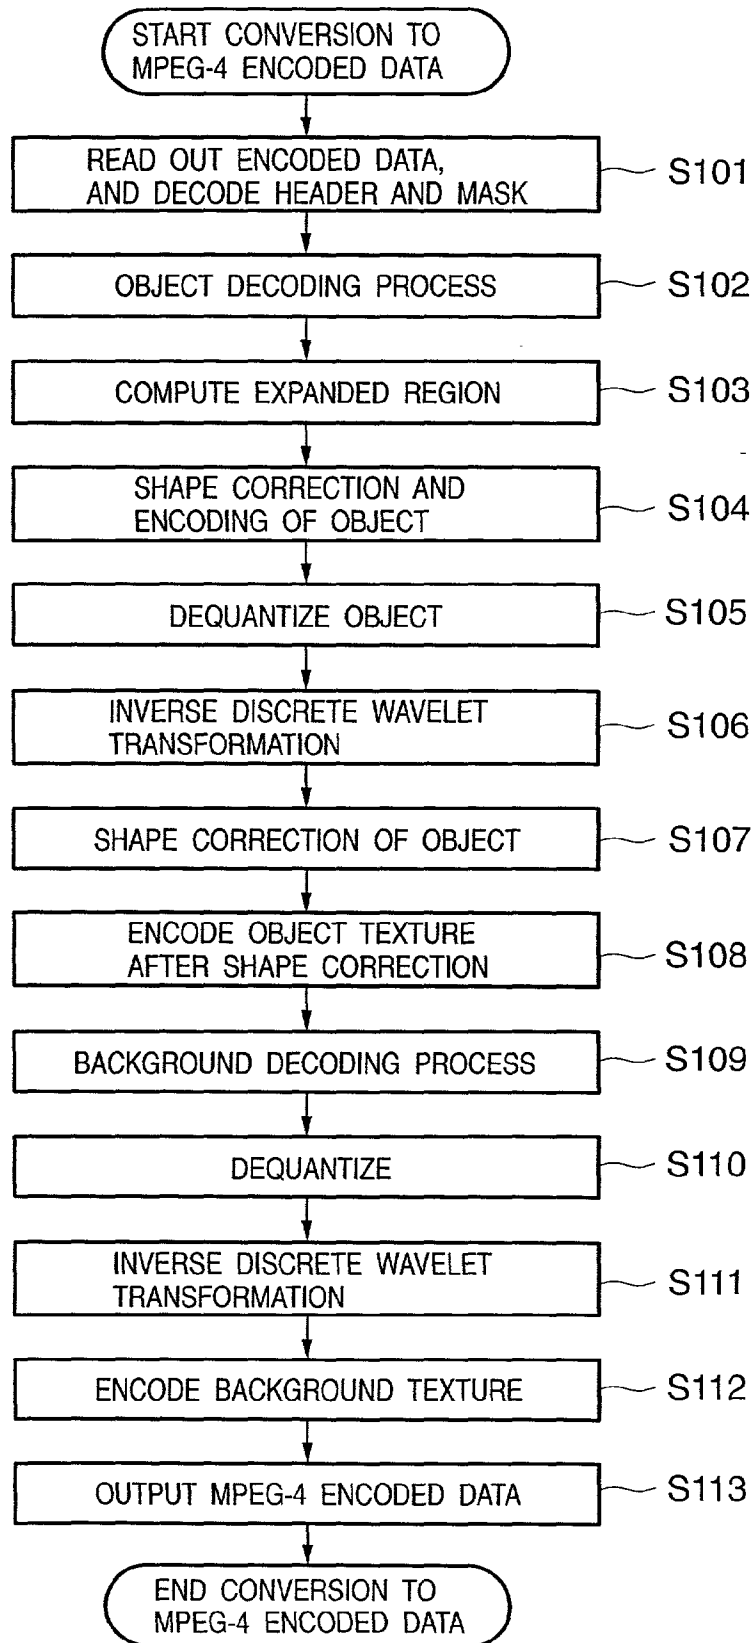 START CONVERSION TO
MPEG-4 ENCODED DATA
READ OUT ENCODED DATA,
AND DECODE HEADER AND MASK
S101
OBJECT DECODING PROCESS
S102
COMPUTE EXPANDED REGION
S103
SHAPE CORRECTION AND
ENCODING OF OBJECT
S104
DEQUANTIZE OBJECT
S105
INVERSE DISCRETE WAVELET
TRANSFORMATION
S106
SHAPE CORRECTION OF OBJECT
S107
ENCODE OBJECT TEXTURE
AFTER SHAPE CORRECTION
S108
BACKGROUND DECODING PROCESS
S109
DEQUANTIZE
S110
INVERSE DISCRETE WAVELET
TRANSFORMATION
S111
ENCODE BACKGROUND TEXTURE
S112
OUTPUT MPEG-4 ENCODED DATA
S113
END CONVERSION TO
MPEG-4 ENCODED DATA